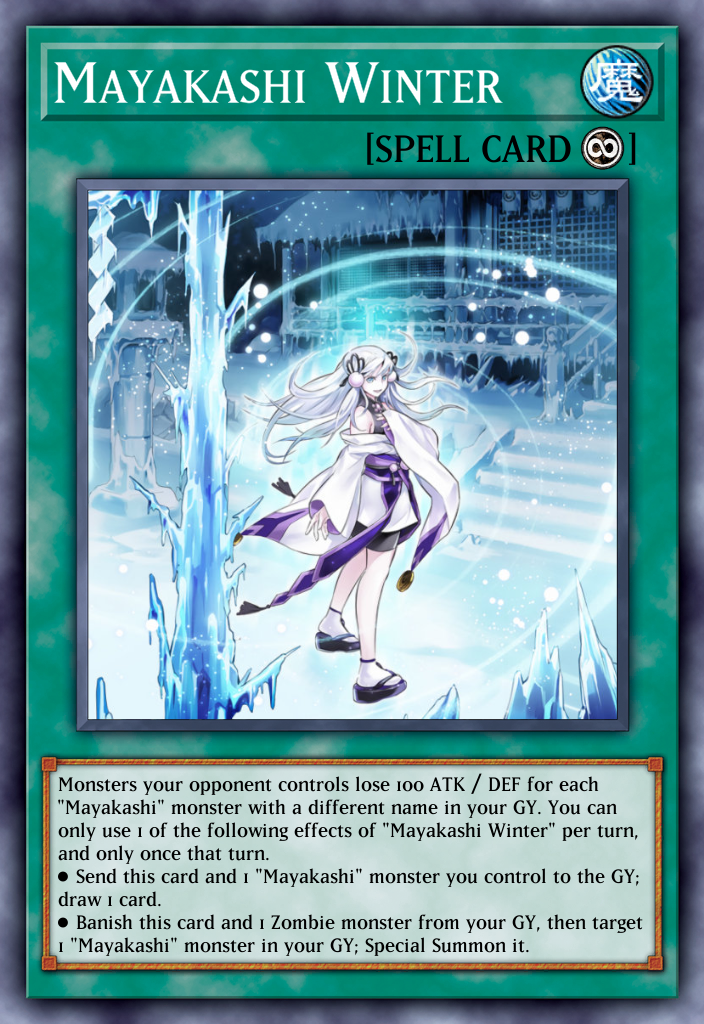 Mayakashi Winter
魔
[SPELL CARD ]
Monsters your opponent controls lose 100 ATK / DEF for each
"Mayakashi" monster with a different name in your GY. You can
only use 1 of the following effects of "Mayakashi Winter" per turn,
and only once that turn.
● Send this card and 1 "Mayakashi" monster you control to the GY;
draw 1 card.
● Banish this card and 1 Zombie monster from your GY, then target
1 "Mayakashi" monster in your GY; Special Summon it.